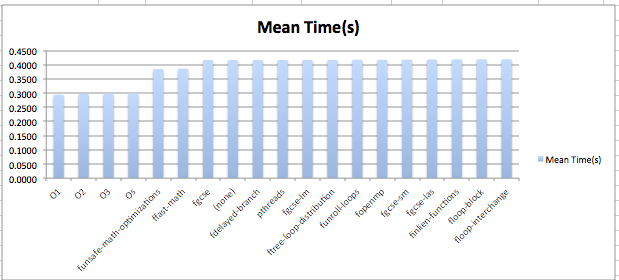 Mean Time(s)
0.4500
0.4000
0.3500
0.3000
0.2500
0.2000
0.1500
0.1000
0.0500
0.0000
O1
O2
O3
Os
funsafe-math-optimizations
ffast-math
fgcse
(none)
fdelayed-branch
pthreads
fgcse-lm
ftree-loop-distribution
funroll-loops
fopenmp
fgcse-sm
fgcse-las
finlien-functions
floop-block
floop-interchange
Mean Time(s)